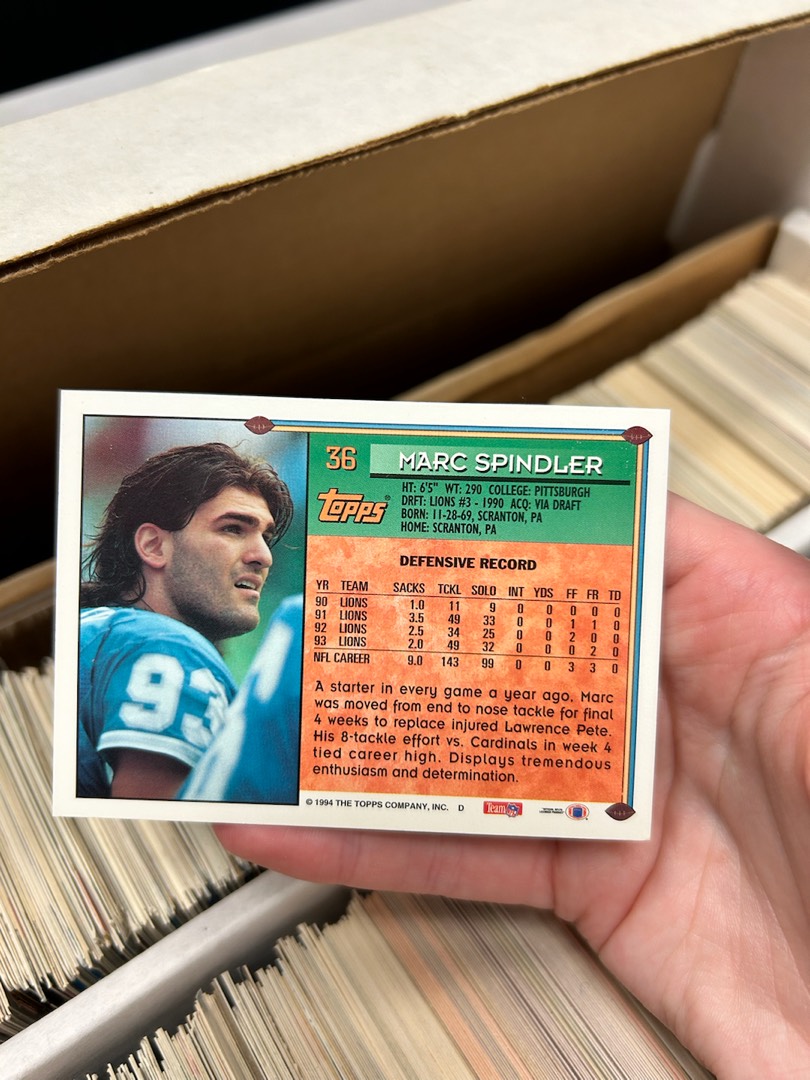 93
36 MARC SPINDLER
Topps®
HT: 6'5" WT: 290 COLLEGE: PITTSBURGH
DRFT: LIONS #3 - 1990 ACQ: VIA DRAFT
BORN: 11-28-69, SCRANTON, PA
HOME: SCRANTON, PA
DEFENSIVE RECORD
YR TEAM SACKS TCKL SOLO INT YDS FF FR TD
90 LIONS 1.0 11 9 0 0 0 0 0
91 LIONS 3.5 49 33 0 0 1 1 0
92 LIONS 2.5 34 25 0 0 2 0 0
93 LIONS 2.0 49 32 0 0 0 2 0
NFL CAREER 9.0 143 99 0 0 3 3 0
A starter in every game a year ago, Marc
was moved from end to nose tackle for final
4 weeks to replace injured Lawrence Pete.
His 8-tackle effort vs. Cardinals in week 4
tied career high. Displays tremendous
enthusiasm and determination.
© 1994 THE TOPPS COMPANY, INC. D
Team NFL